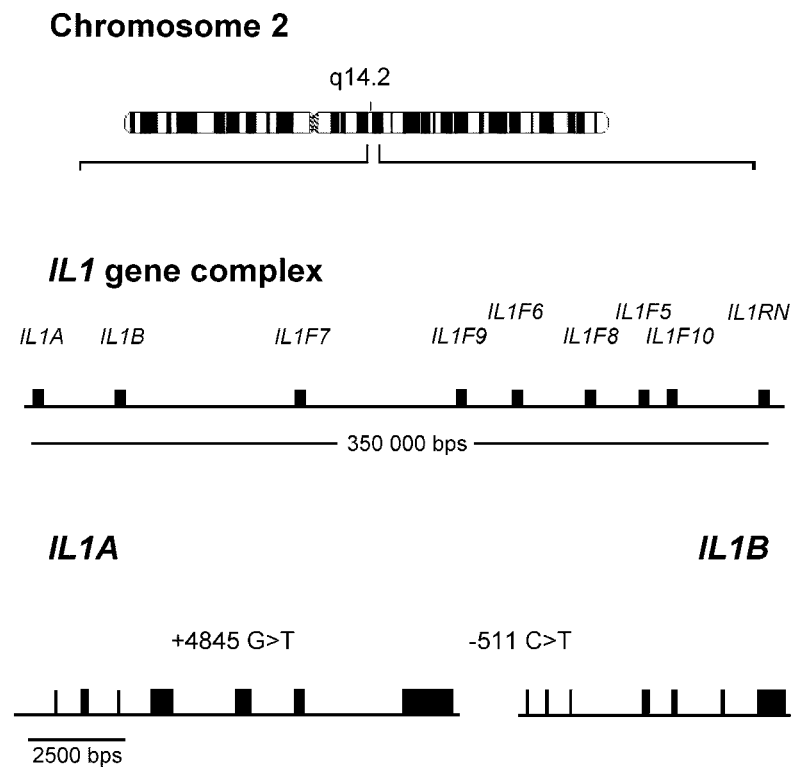 Chromosome 2
q14.2
IL1 gene complex
IL1F6 IL1F5 IL1RN
IL1A IL1B IL1F7 IL1F9 IL1F8 IL1F10
350 000 bps
IL1A IL1B
+4845 G>T -511 C>T
2500 bps